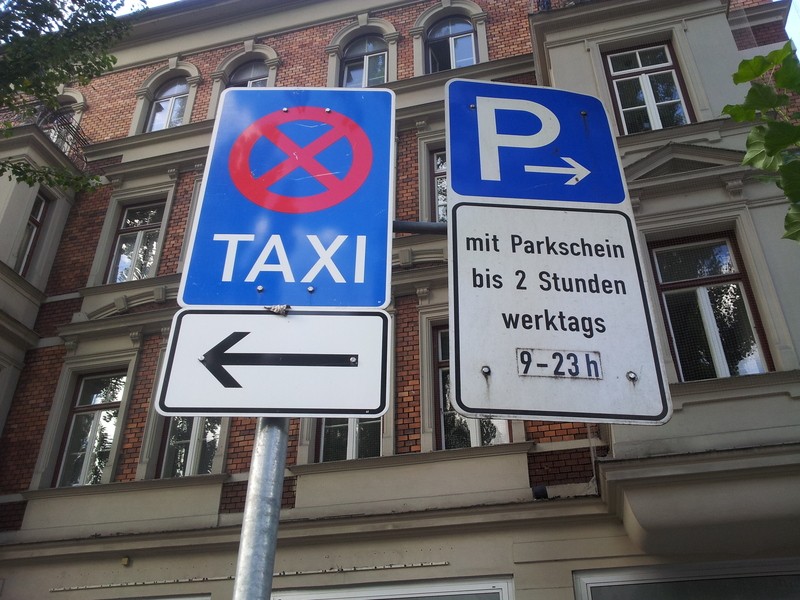 TAXI
P
mit Parkschein
bis 2 Stunden
werktags
9-23 h